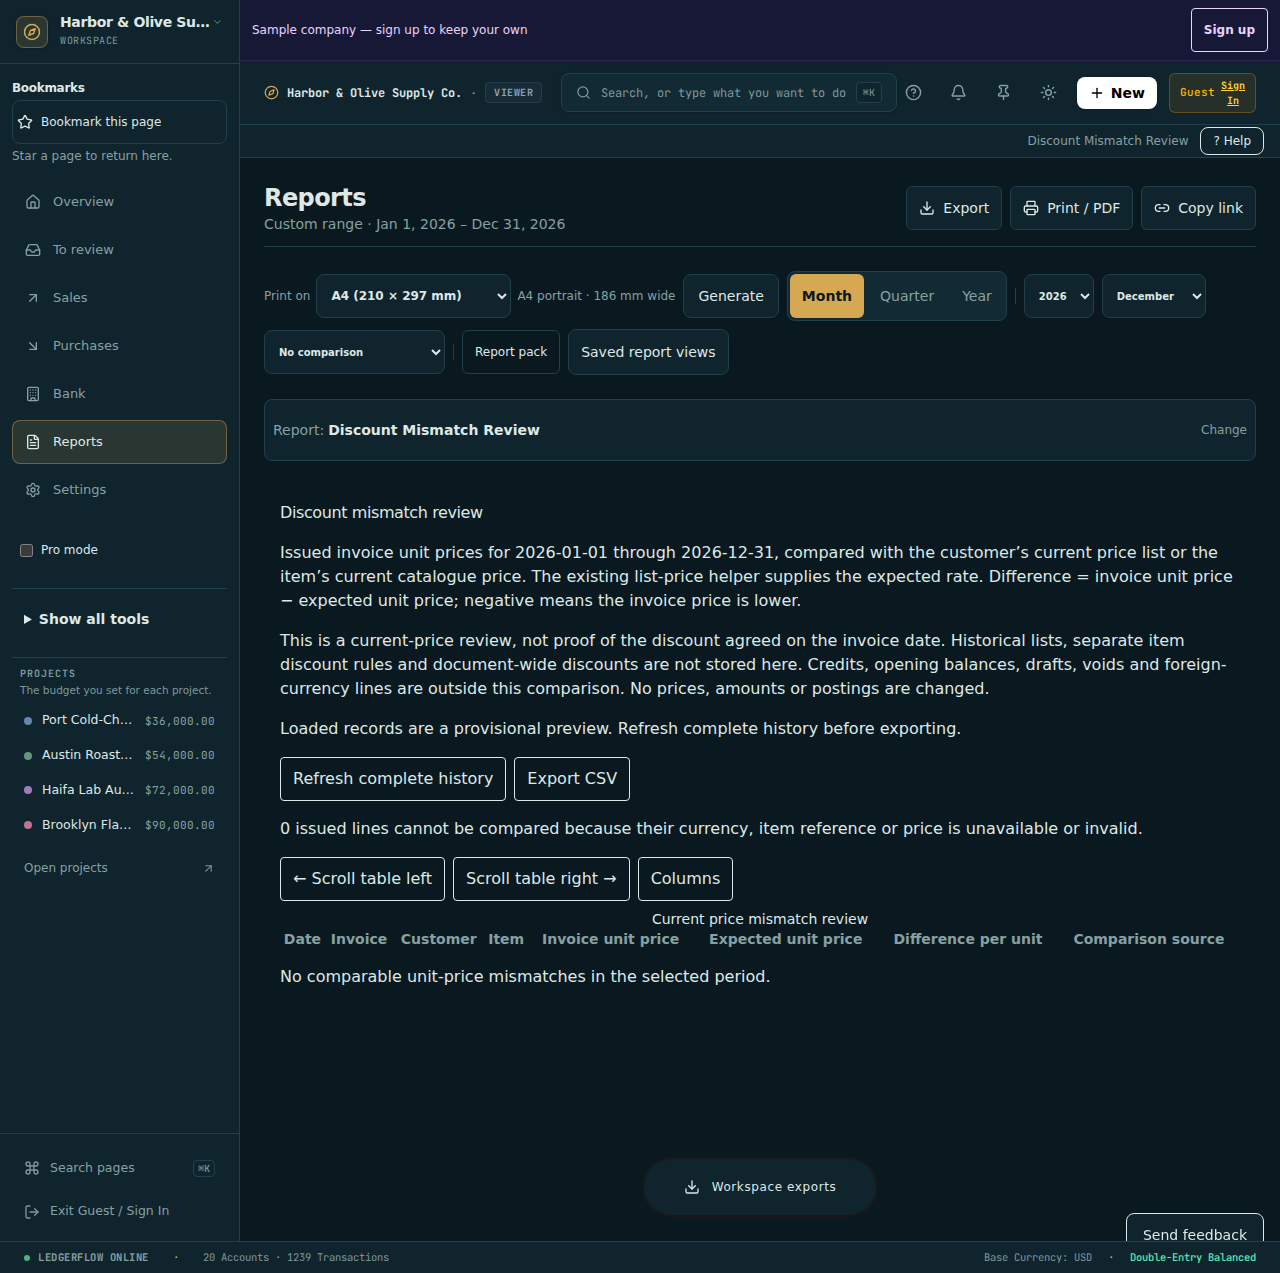 Harbor & Olive Su...
WORKSPACE
Bookmarks
Bookmark this page
Star a page to return here.
Overview
To review
Sales
Purchases
Bank
Reports
Settings
Pro mode
Show all tools
PROJECTS
The budget you set for each project.
Port Cold-Ch... $36,000.00
Austin Roast... $54,000.00
Haifa Lab Au... $72,000.00
Brooklyn Fla... $90,000.00
Open projects
Search pages ⌘K
Exit Guest / Sign In
Sample company — sign up to keep your own
Sign up
Harbor & Olive Supply Co. · VIEWER
Search, or type what you want to do ⌘K
New
Guest Sign In
Discount Mismatch Review
? Help
Reports
Custom range · Jan 1, 2026 – Dec 31, 2026
Export
Print / PDF
Copy link
Print on A4 (210 × 297 mm) A4 portrait · 186 mm wide Generate Month Quarter Year 2026 December
No comparison Report pack Saved report views
Report: Discount Mismatch Review
Change
Discount mismatch review
Issued invoice unit prices for 2026-01-01 through 2026-12-31, compared with the customer’s current price list or the
item’s current catalogue price. The existing list-price helper supplies the expected rate. Difference = invoice unit price
− expected unit price; negative means the invoice price is lower.
This is a current-price review, not proof of the discount agreed on the invoice date. Historical lists, separate item
discount rules and document-wide discounts are not stored here. Credits, opening balances, drafts, voids and foreign-
currency lines are outside this comparison. No prices, amounts or postings are changed.
Loaded records are a provisional preview. Refresh complete history before exporting.
Refresh complete history Export CSV
0 issued lines cannot be compared because their currency, item reference or price is unavailable or invalid.
← Scroll table left Scroll table right → Columns
Current price mismatch review
Date Invoice Customer Item Invoice unit price Expected unit price Difference per unit Comparison source
No comparable unit-price mismatches in the selected period.
Workspace exports
Send feedback
LEDGERFLOW ONLINE · 20 Accounts · 1239 Transactions
Base Currency: USD · Double-Entry Balanced